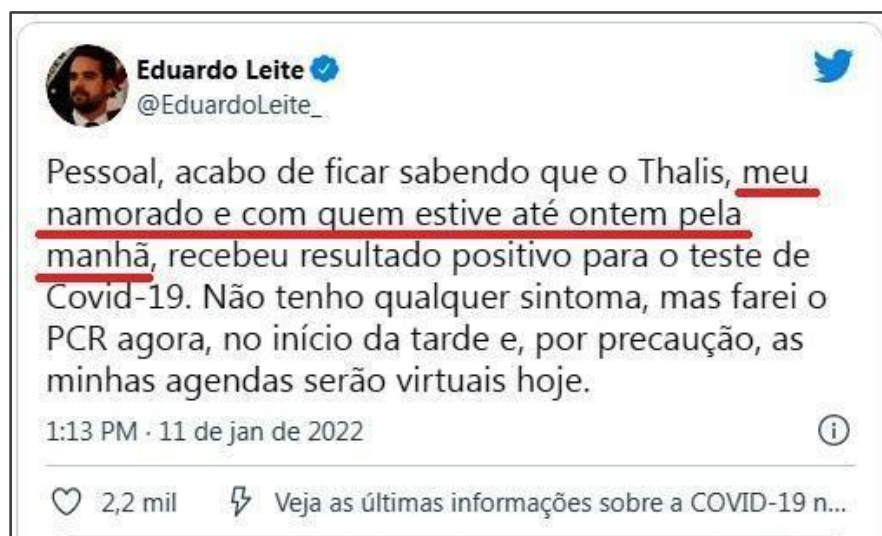 Eduardo Leite
@EduardoLeite_
Pessoal, acabo de ficar sabendo que o Thalis, meu
namorado e com quem estive até ontem pela
manhã, recebeu resultado positivo para o teste de
Covid-19. Não tenho qualquer sintoma, mas farei o
PCR agora, no início da tarde e, por precaução, as
minhas agendas serão virtuais hoje.
1:13 PM · 11 de jan de 2022
2,2 mil Veja as últimas informações sobre a COVID-19 n...